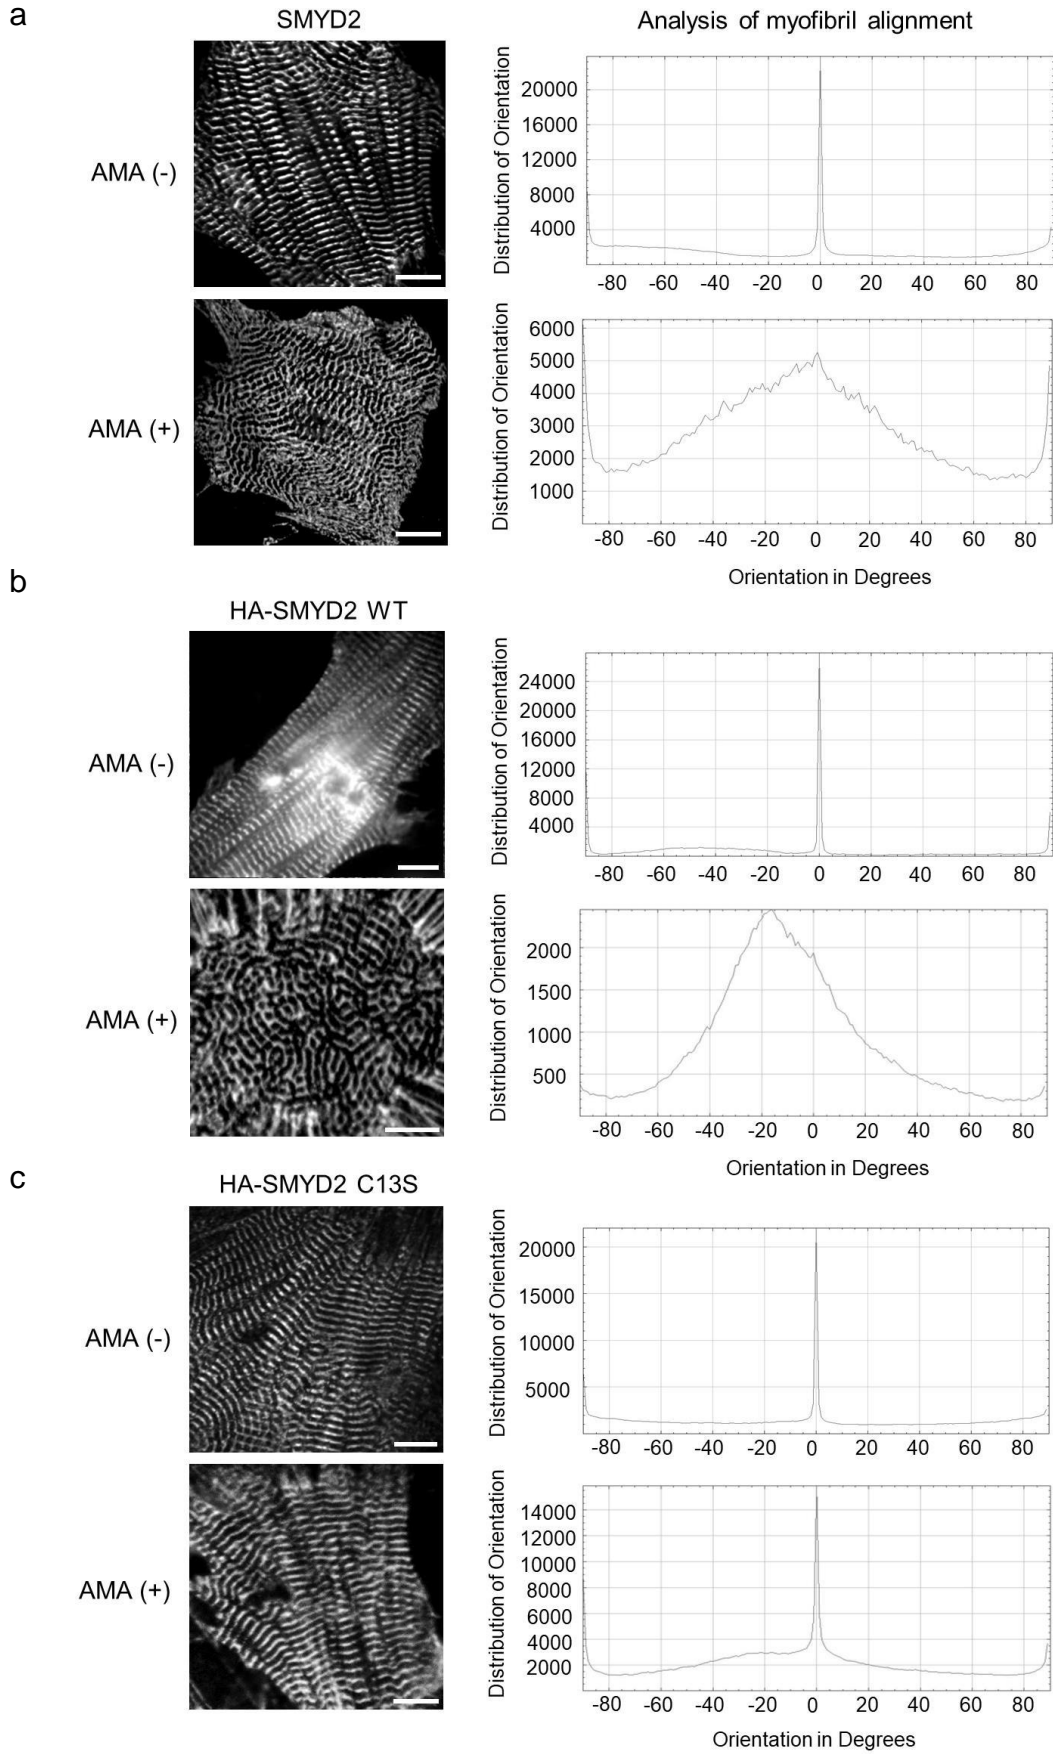 a
SMYD2
Analysis of myofibril alignment
AMA (-)
Distribution of Orientation
20000
16000
12000
8000
4000
-80 -60 -40 -20 0 20 40 60 80
AMA (+)
Distribution of Orientation
6000
5000
4000
3000
2000
1000
-80 -60 -40 -20 0 20 40 60 80
Orientation in Degrees
b
HA-SMYD2 WT
AMA (-)
Distribution of Orientation
24000
20000
16000
12000
8000
4000
-80 -60 -40 -20 0 20 40 60 80
AMA (+)
Distribution of Orientation
2000
1500
1000
500
-80 -60 -40 -20 0 20 40 60 80
Orientation in Degrees
c
HA-SMYD2 C13S
AMA (-)
Distribution of Orientation
20000
15000
10000
5000
-80 -60 -40 -20 0 20 40 60 80
AMA (+)
Distribution of Orientation
14000
12000
10000
8000
6000
4000
2000
-80 -60 -40 -20 0 20 40 60 80
Orientation in Degrees